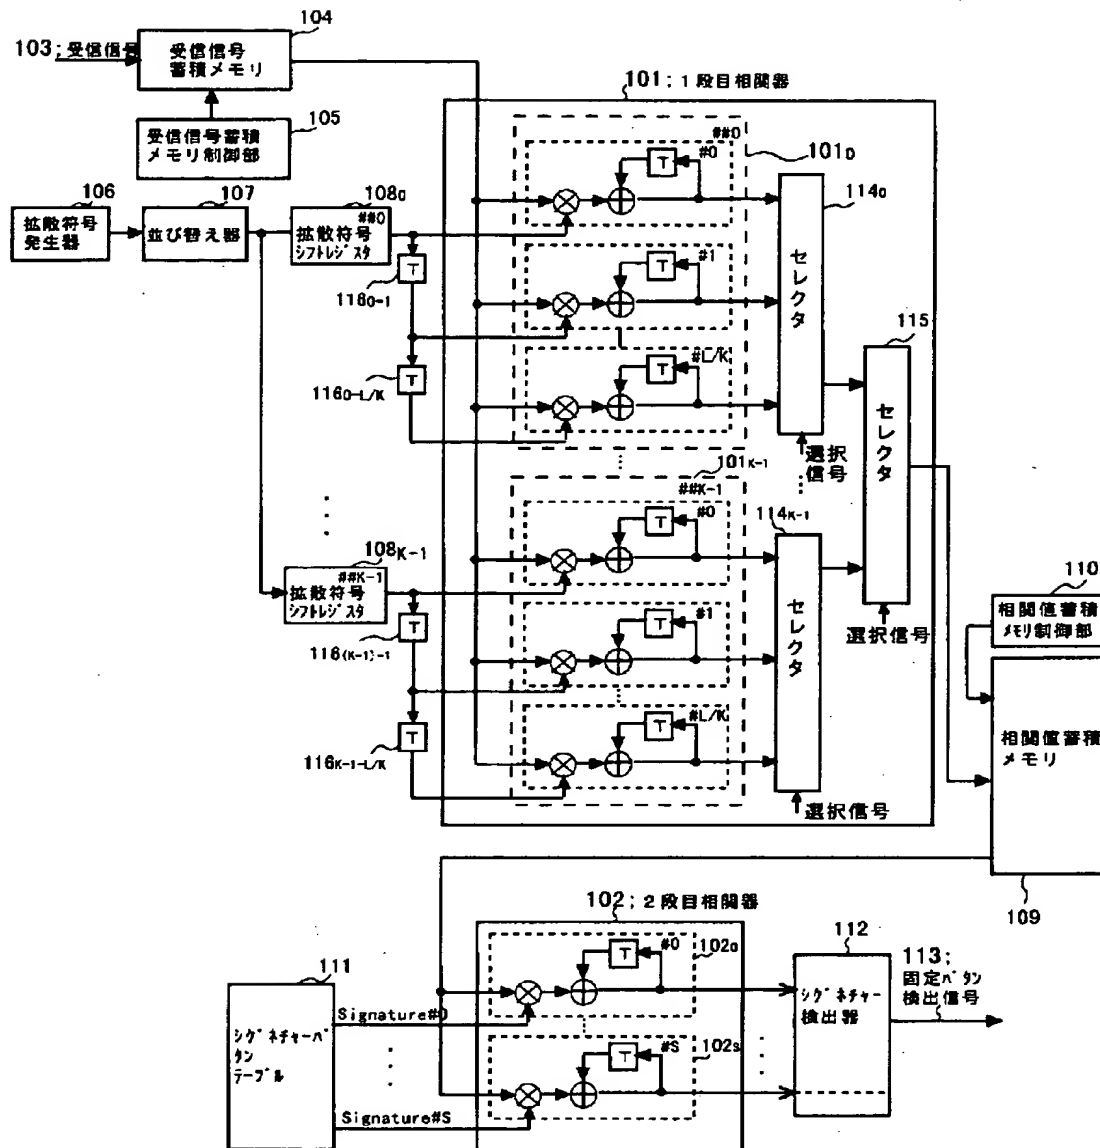 104
103;受信信号
受信信号
蓄積メモリ
105
受信信号蓄積
メモリ制御部
101;1段目相関器
##0
#0
T
101D
114₀
106
拡散符号
発生器
107
並び替え器
108₀
##0
拡散符号
シフトレジスタ
T
116₀₋₁
T
116₀₋L/K
#1
T
#L/K
T
セレクタ
選択
信号
115
セレクタ
選択信号
101K-1
##K-1
#0
T
114K-1
108K-1
##K-1
拡散符号
シフトレジスタ
T
116(K-1)-1
T
116K-1-L/K
#1
T
#L/K
T
セレクタ
選択信号
110
相関値蓄積
メモリ制御部
相関値蓄積
メモリ
109
102;2段目相関器
#0
T
102₀
#S
T
102s
111
シグネチャーパ
タン
テーブル
Signature#0
Signature#S
112
シグネチャー
検出器
113;
固定パタン
検出信号